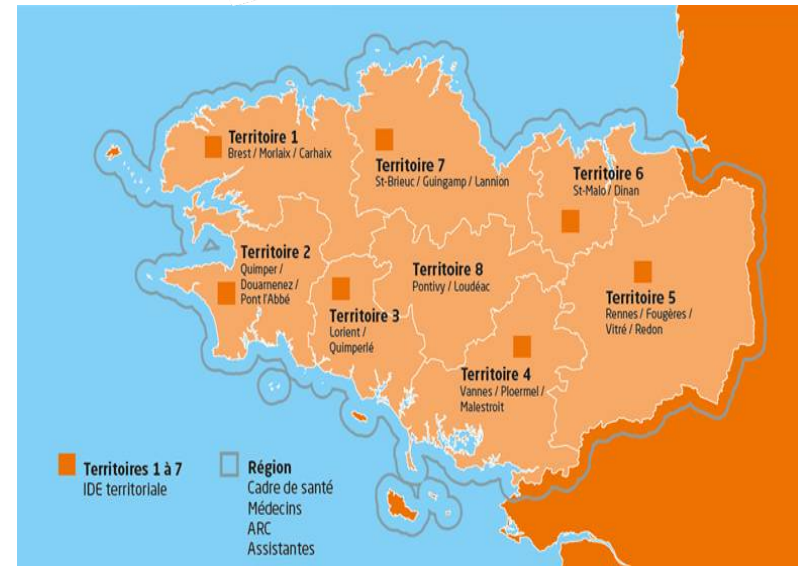 Territoire 1
Brest / Morlaix / Carhaix
Territoire 7
St-Brieuc / Guingamp / Lannion
Territoire 6
St-Malo / Dinan
Territoire 2
Quimper /
Douarnenez /
Pont l'Abbé
Territoire 3
Lorient /
Quimperlé
Territoire 8
Pontivy / Loudéac
Territoire 5
Rennes / Fougères /
Vitré / Redon
Territoire 4
Vannes / Ploermel /
Malestroit
Territoires 1 à 7
IDE territoriale
Région
Cadre de santé
Médecins
ARC
Assistantes